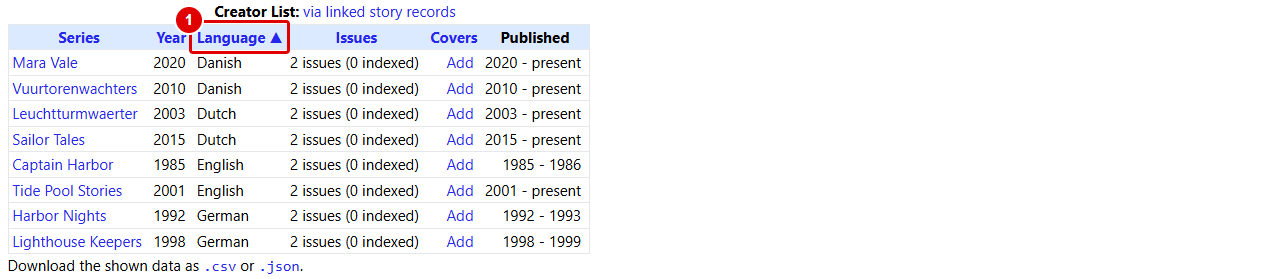 Creator List: via linked story records
1
Series Year Language ▲ Issues Covers Published
Mara Vale 2020 Danish 2 issues (0 indexed) Add 2020 - present
Vuurtorenwachters 2010 Danish 2 issues (0 indexed) Add 2010 - present
Leuchtturmwaerter 2003 Dutch 2 issues (0 indexed) Add 2003 - present
Sailor Tales 2015 Dutch 2 issues (0 indexed) Add 2015 - present
Captain Harbor 1985 English 2 issues (0 indexed) Add 1985 - 1986
Tide Pool Stories 2001 English 2 issues (0 indexed) Add 2001 - present
Harbor Nights 1992 German 2 issues (0 indexed) Add 1992 - 1993
Lighthouse Keepers 1998 German 2 issues (0 indexed) Add 1998 - 1999
Download the shown data as .csv or .json.